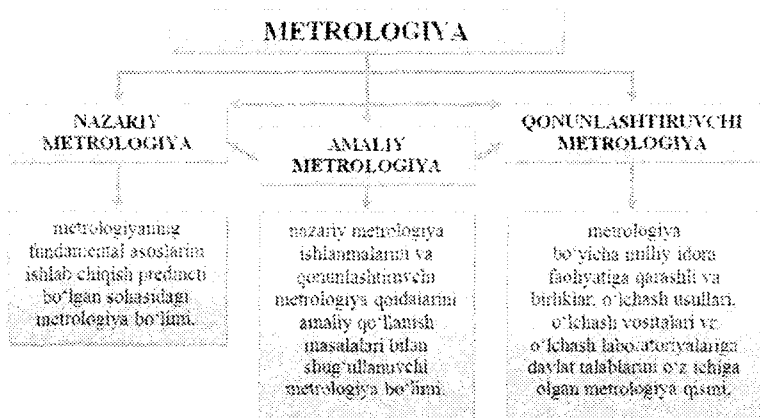 METROLOGIYA
NAZARIY
METROLOGIYA
AMALIY
METROLOGIYA
QONUNLASHTIRUVCHI
METROLOGIYA
metrologiyaning
fundamental asoslarini
ishlab chiqish predmeti
bo‘lgan sohasidagi
metrologiya bo‘limi.
nazariy metrologiya
ishlanmalarini va
qonunlashtiruvchi
metrologiya qoidalarini
amaliy qo‘llanish
masalalari bilan
shug‘ullanuvchi
metrologiya bo‘limi.
metrologiya
bo‘yicha milliy idora
faoliyatiga qarashli va
birliklar, o‘lchash usullari,
o‘lchash vositalari va
o‘lchash laboratoriyalariga
davlat talablarini o‘z ichiga
olgan metrologiya qismi.